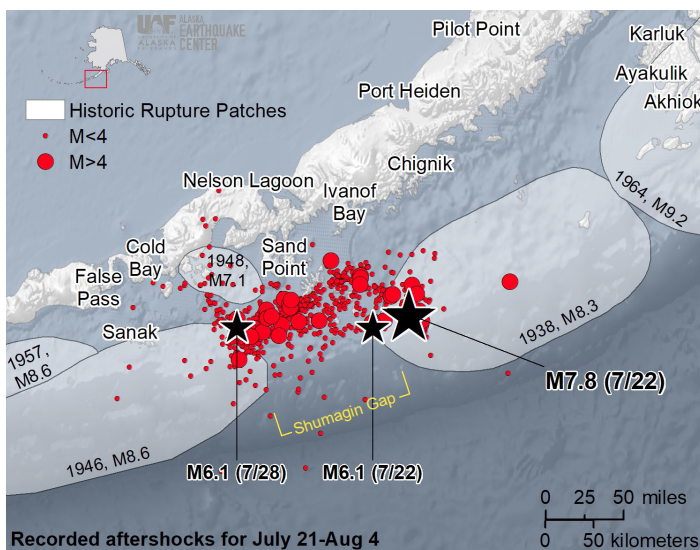 UAF
ALASKA
EARTHQUAKE
CENTER
Historic Rupture Patches
M<4
M>4
Pilot Point
Karluk
Ayakulik
Akhiok
Port Heiden
Chignik
Nelson Lagoon
Ivanof
Bay
Cold
Bay
Sand
Point
False
Pass
Sanak
1948,
M7.1
1964, M9.2
1938, M8.3
1957,
M8.6
1946, M8.6
Shumagin Gap
M7.8 (7/22)
M6.1 (7/28)
M6.1 (7/22)
0 25 50 miles
0 50 kilometers
Recorded aftershocks for July 21-Aug 4